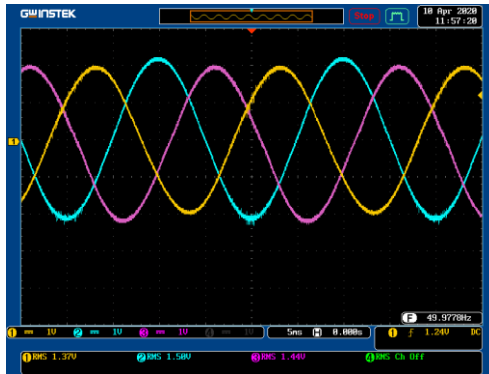 GWINSTEK Stop 10 Apr 2020
11:57:20
1
F 49.9778Hz
1 1V 2 1V 3 1V 4 1V 5ms H 0.000s 1 1.24V DC
1 RMS 1.37V 2 RMS 1.50V 3 RMS 1.44V 4 RMS Ch Off